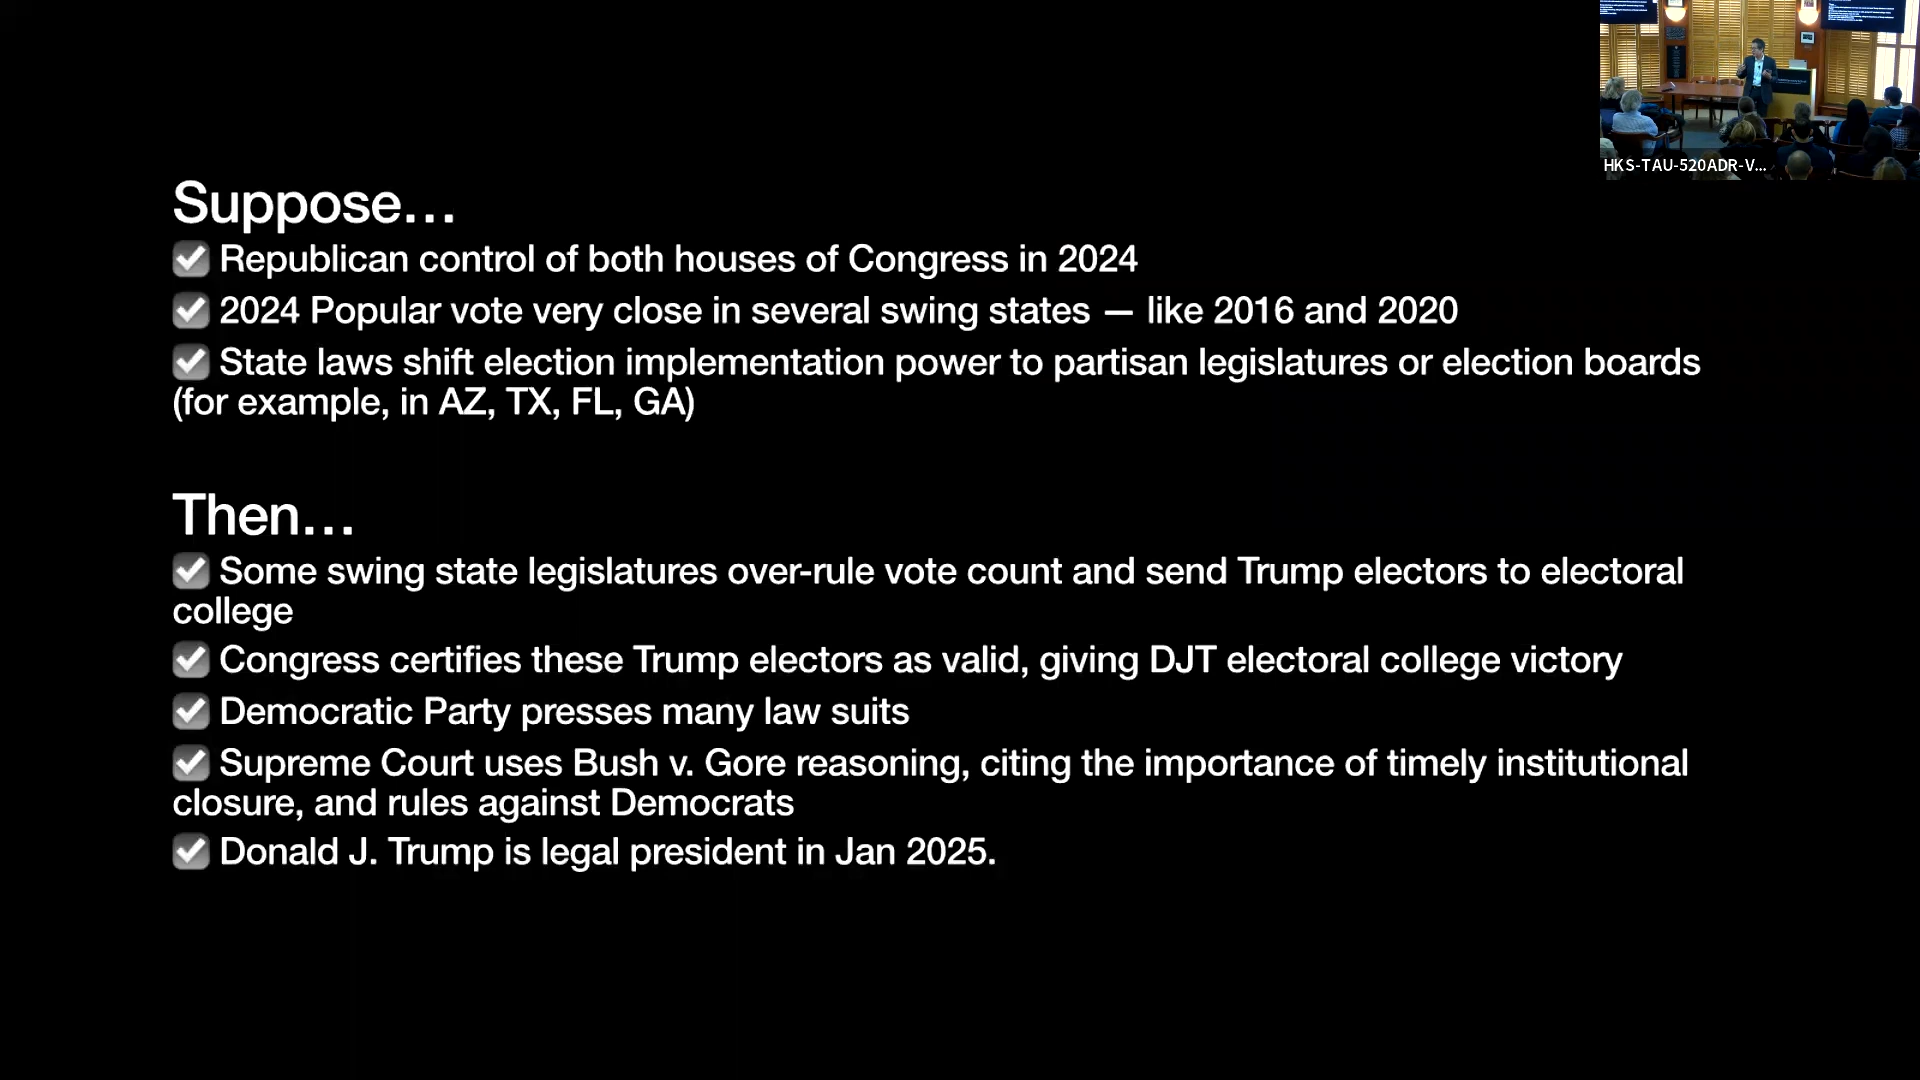 HKS-TAU-520ADR-V...
Suppose...
Republican control of both houses of Congress in 2024
2024 Popular vote very close in several swing states — like 2016 and 2020
State laws shift election implementation power to partisan legislatures or election boards
(for example, in AZ, TX, FL, GA)
Then...
Some swing state legislatures over-rule vote count and send Trump electors to electoral
college
Congress certifies these Trump electors as valid, giving DJT electoral college victory
Democratic Party presses many law suits
Supreme Court uses Bush v. Gore reasoning, citing the importance of timely institutional
closure, and rules against Democrats
Donald J. Trump is legal president in Jan 2025.